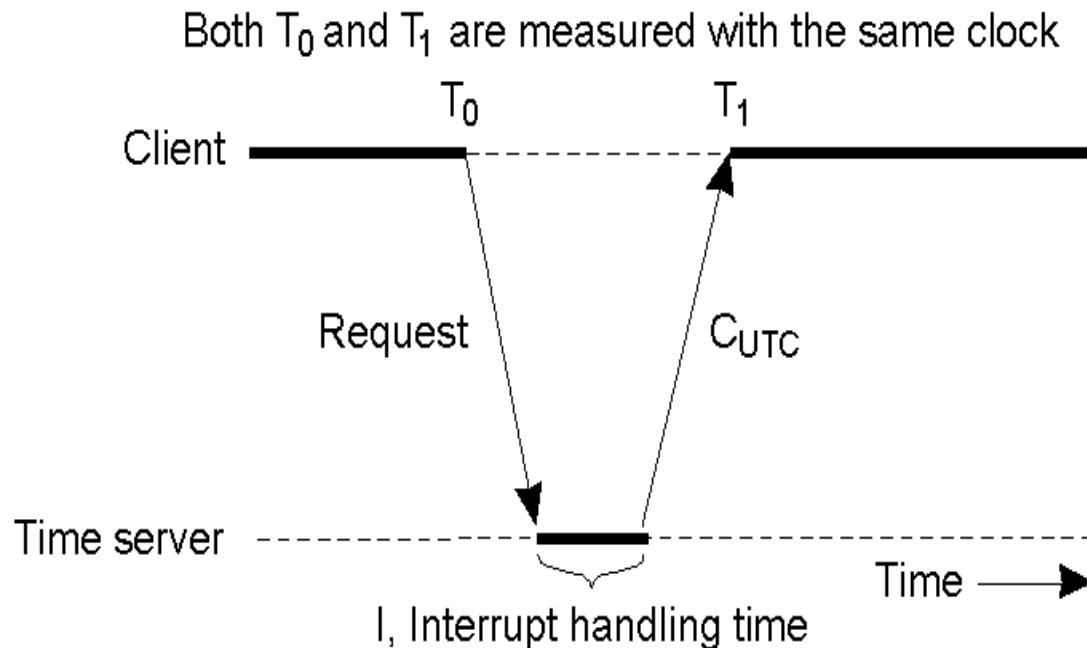 Both T₀ and T₁ are measured with the same clock
T₀
T₁
Client
Request
C_UTC
Time server
Time
I, Interrupt handling time